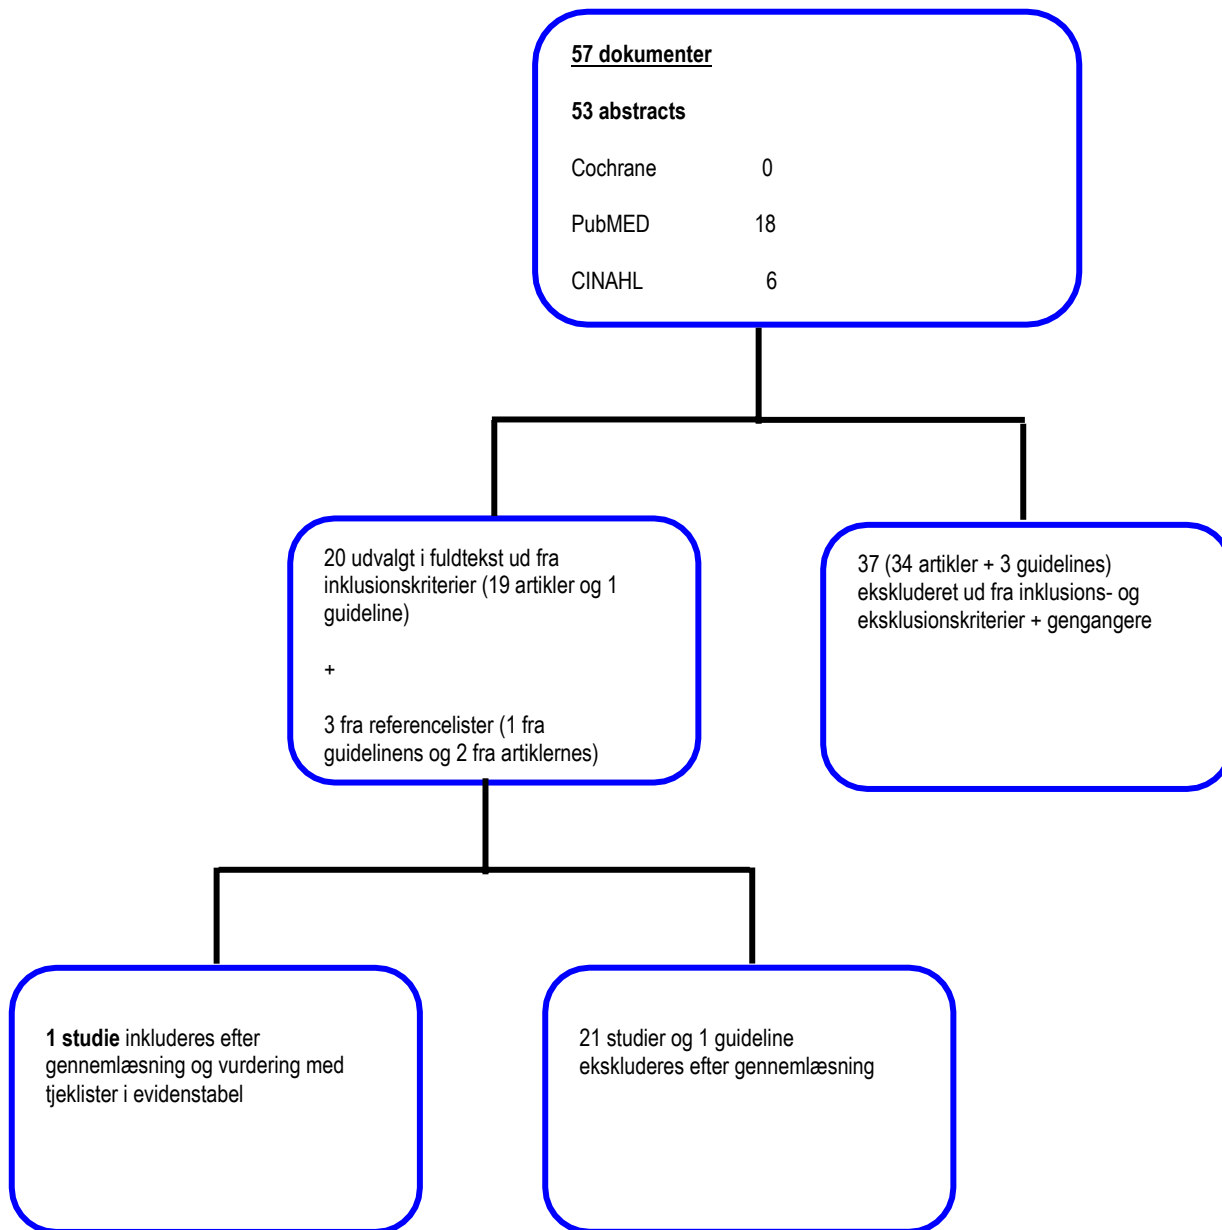 57 dokumenter
53 abstracts
Cochrane 0
PubMED 18
CINAHL 6
20 udvalgt i fuldtekst ud fra
inklusionskriterier (19 artikler og 1
guideline)
+
3 fra referencelister (1 fra
guidelinens og 2 fra artiklernes)
37 (34 artikler + 3 guidelines)
ekskluderet ud fra inklusions- og
eksklusionskriterier + gengangere
1 studie inkluderes efter
gennemlæsning og vurdering med
tjeklister i evidenstabel
21 studier og 1 guideline
ekskluderes efter gennemlæsning